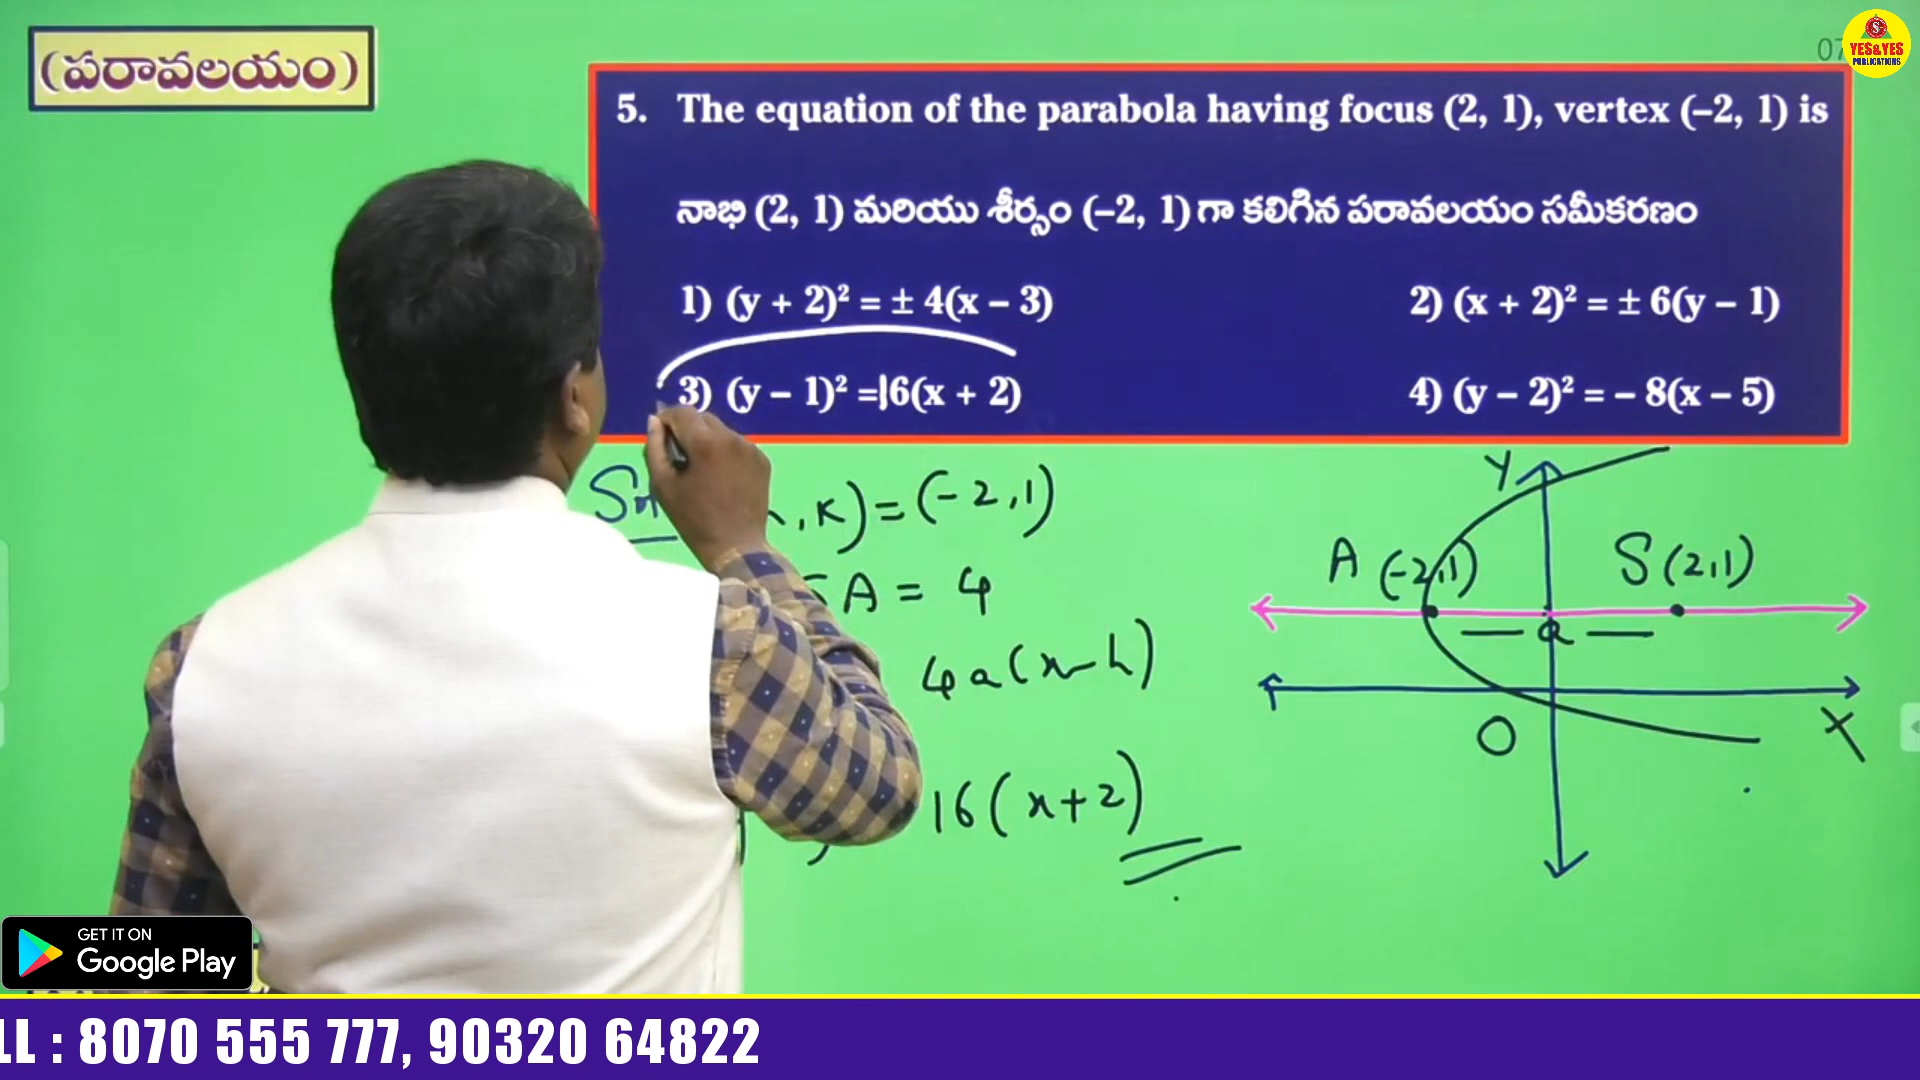 (పరావలయం)
07
YES&YES
PUBLICATIONS
5. The equation of the parabola having focus (2, 1), vertex (–2, 1) is
నాభి (2, 1) మరియు శీర్షం (–2, 1) గా కలిగిన పరావలయం సమీకరణం
1) (y + 2)² = ± 4(x – 3)
2) (x + 2)² = ± 6(y – 1)
3) (y – 1)² =16(x + 2)
4) (y – 2)² = – 8(x – 5)
, K) = (-2,1)
SA = 4
4a(x-h)
16(x+2)
Y
A (-2,1)
S (2,1)
a
O
X
GET IT ON
Google Play
LL : 8070 555 777, 90320 64822